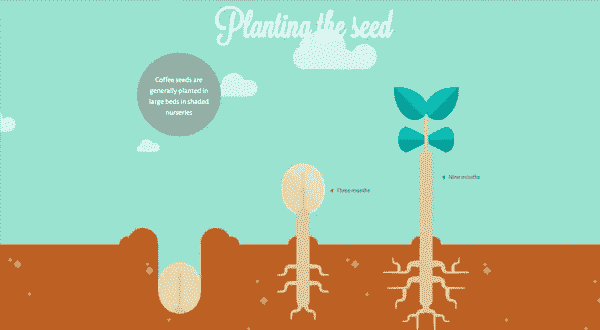 Planting the seed
Coffee seeds are
generally planted in
large beds in shaded
nurseries
Three months
Nine months